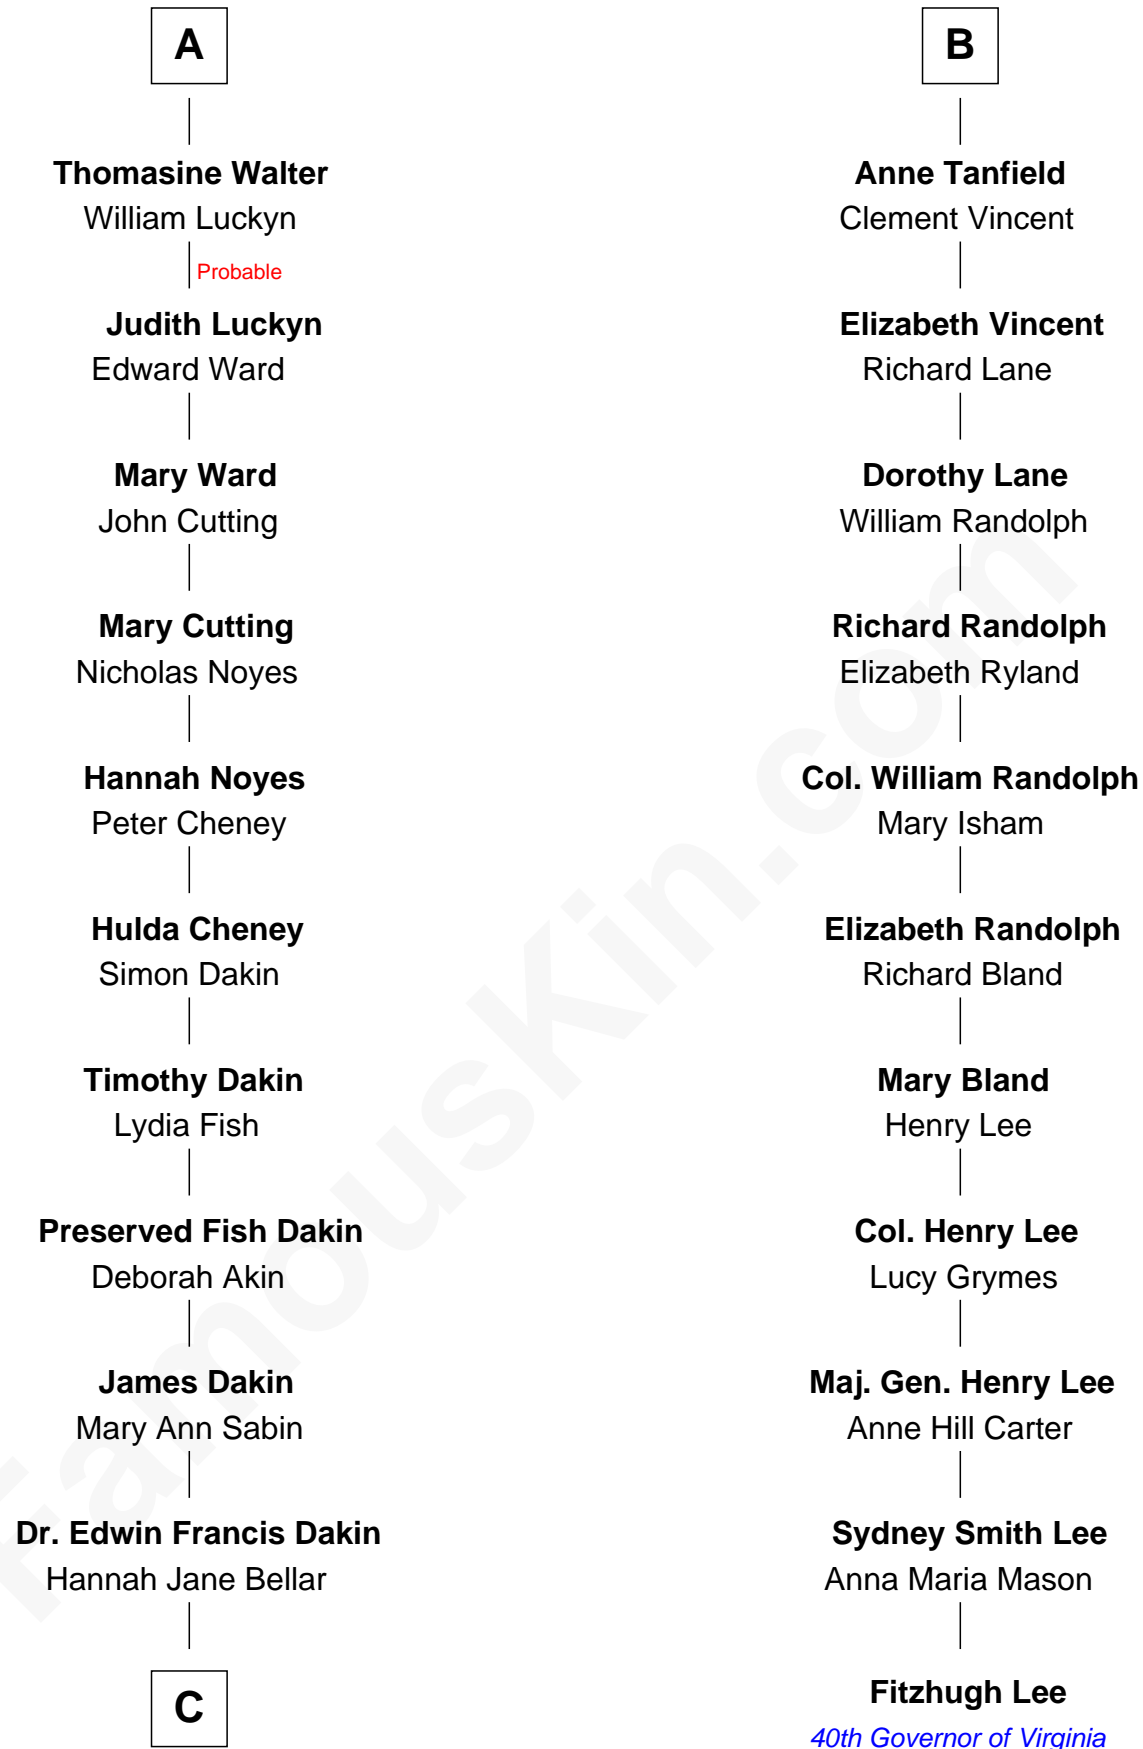 A
Thomasine Walter
William Luckyn
Probable
Judith Luckyn
Edward Ward
Mary Ward
John Cutting
Mary Cutting
Nicholas Noyes
Hannah Noyes
Peter Cheney
Hulda Cheney
Simon Dakin
Timothy Dakin
Lydia Fish
Preserved Fish Dakin
Deborah Akin
James Dakin
Mary Ann Sabin
Dr. Edwin Francis Dakin
Hannah Jane Bellar
C
B
Anne Tanfield
Clement Vincent
Elizabeth Vincent
Richard Lane
Dorothy Lane
William Randolph
Richard Randolph
Elizabeth Ryland
Col. William Randolph
Mary Isham
Elizabeth Randolph
Richard Bland
Mary Bland
Henry Lee
Col. Henry Lee
Lucy Grymes
Maj. Gen. Henry Lee
Anne Hill Carter
Sydney Smith Lee
Anna Maria Mason
Fitzhugh Lee
40th Governor of Virginia
FamousKin.com